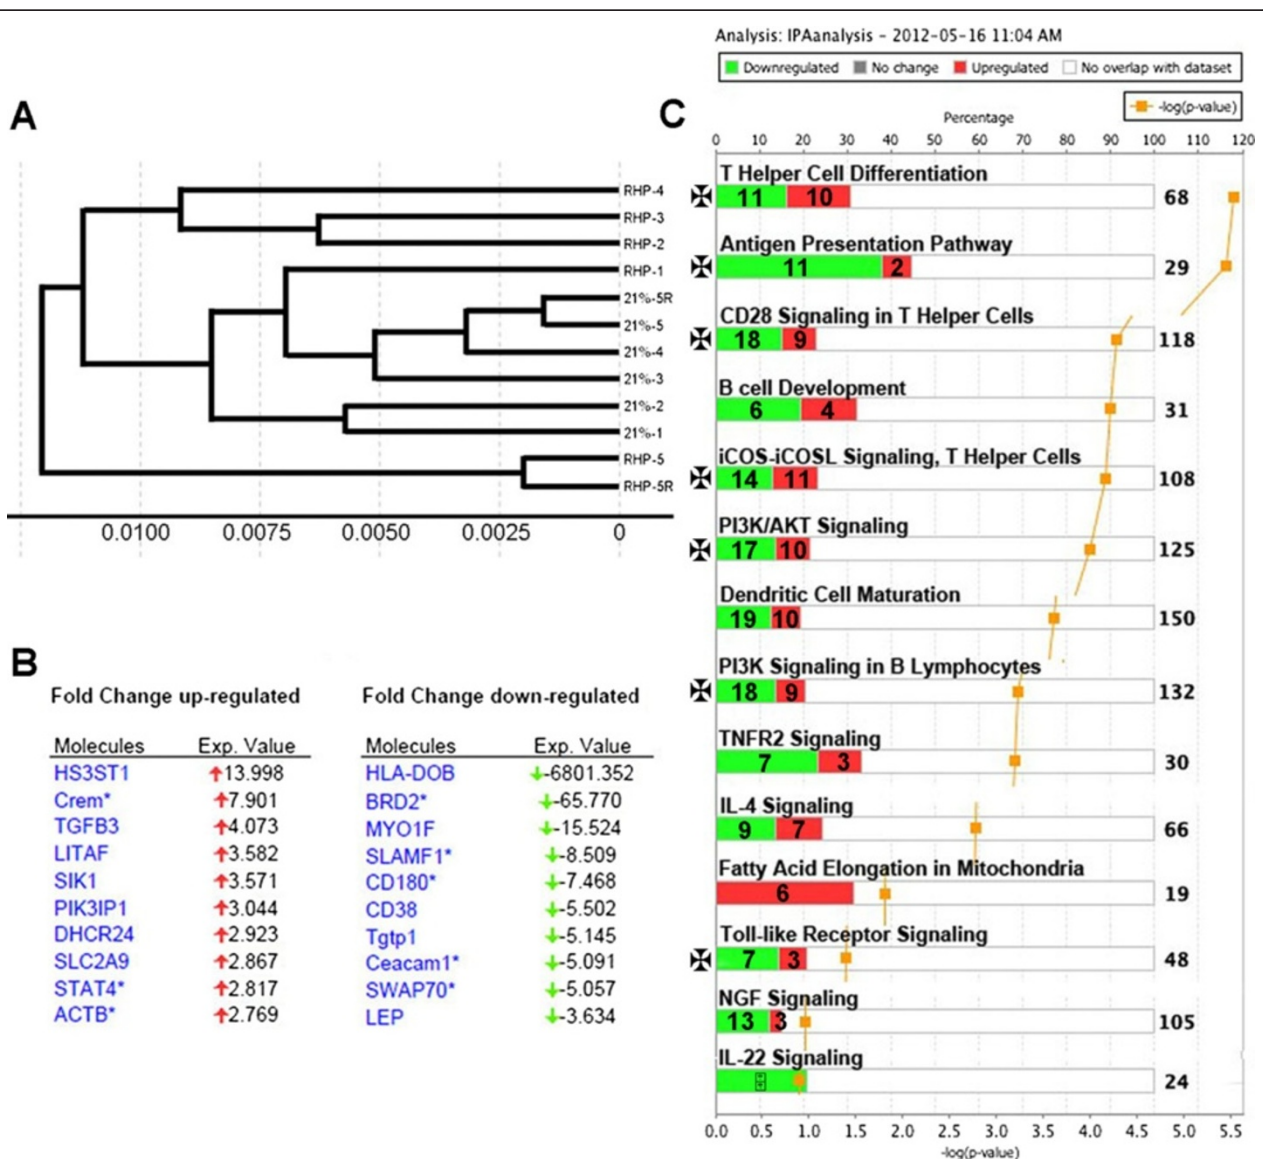 Analysis: IPAanalysis - 2012-05-16 11:04 AM
Downregulated No change Upregulated No overlap with dataset
-log(p-value)
A
RHP-4
RHP-3
RHP-2
RHP-1
21%-5R
21%-5
21%-4
21%-3
21%-2
21%-1
RHP-5
RHP-5R
0.0100 0.0075 0.0050 0.0025 0
B
Fold Change up-regulated
Molecules Exp. Value
HS3ST1 13.998
Crem* 7.901
TGFB3 4.073
LITAF 3.582
SIK1 3.571
PIK3IP1 3.044
DHCR24 2.923
SLC2A9 2.867
STAT4* 2.817
ACTB* 2.769
Fold Change down-regulated
Molecules Exp. Value
HLA-DOB -6801.352
BRD2* -65.770
MYO1F -15.524
SLAMF1* -8.509
CD180* -7.468
CD38 -5.502
Tgtp1 -5.145
Ceacam1* -5.091
SWAP70* -5.057
LEP -3.634
C
Percentage
0 10 20 30 40 50 60 70 80 90 100 120
T Helper Cell Differentiation
11 10 68
Antigen Presentation Pathway
11 2 29
CD28 Signaling in T Helper Cells
18 9 118
B cell Development
6 4 31
iCOS-iCOSL Signaling, T Helper Cells
14 11 108
PI3K/AKT Signaling
17 10 125
Dendritic Cell Maturation
19 10 150
PI3K Signaling in B Lymphocytes
18 9 132
TNFR2 Signaling
7 3 30
IL-4 Signaling
9 7 66
Fatty Acid Elongation in Mitochondria
6 19
Toll-like Receptor Signaling
7 3 48
NGF Signaling
13 3 105
IL-22 Signaling
24
0.0 0.5 1.0 1.5 2.0 2.5 3.0 3.5 4.0 4.5 5.0 5.5
-log(p-value)